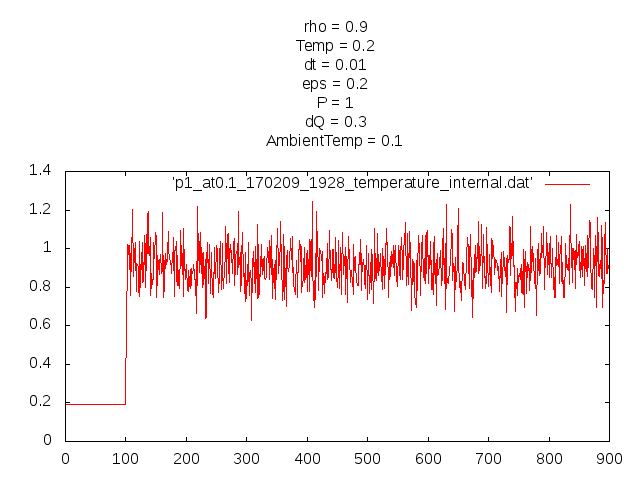 rho = 0.9
Temp = 0.2
dt = 0.01
eps = 0.2
P = 1
dQ = 0.3
AmbientTemp = 0.1
'p1_at0.1_170209_1928_temperature_internal.dat'
1.4
1.2
1
0.8
0.6
0.4
0.2
0
0 100 200 300 400 500 600 700 800 900